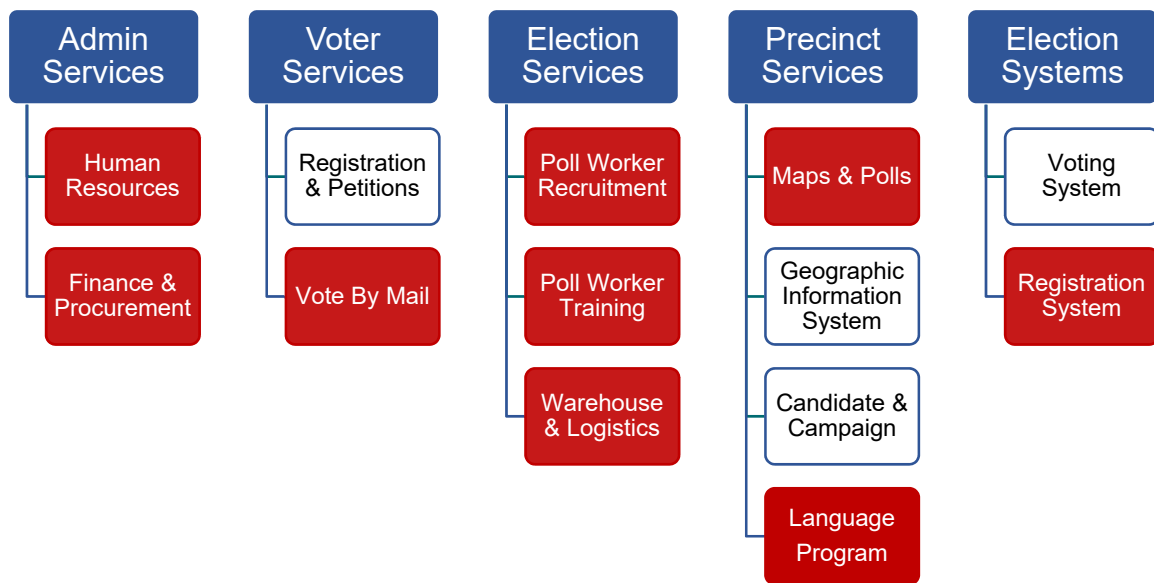 Admin
Services
Human
Resources
Finance &
Procurement
Voter
Services
Registration
& Petitions
Vote By Mail
Election
Services
Poll Worker
Recruitment
Poll Worker
Training
Warehouse
& Logistics
Precinct
Services
Maps & Polls
Geographic
Information
System
Candidate &
Campaign
Language
Program
Election
Systems
Voting
System
Registration
System